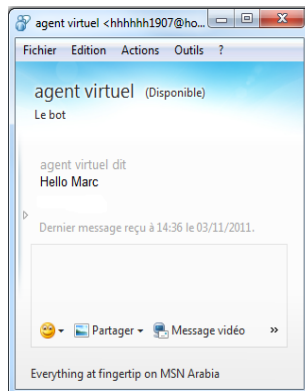 agent virtuel <hhhhhh1907@ho...
Fichier Edition Actions Outils ?
agent virtuel (Disponible)
Le bot
agent virtuel dit
Hello Marc
Dernier message reçu à 14:36 le 03/11/2011.
Partager Message vidéo »
Everything at fingertip on MSN Arabia